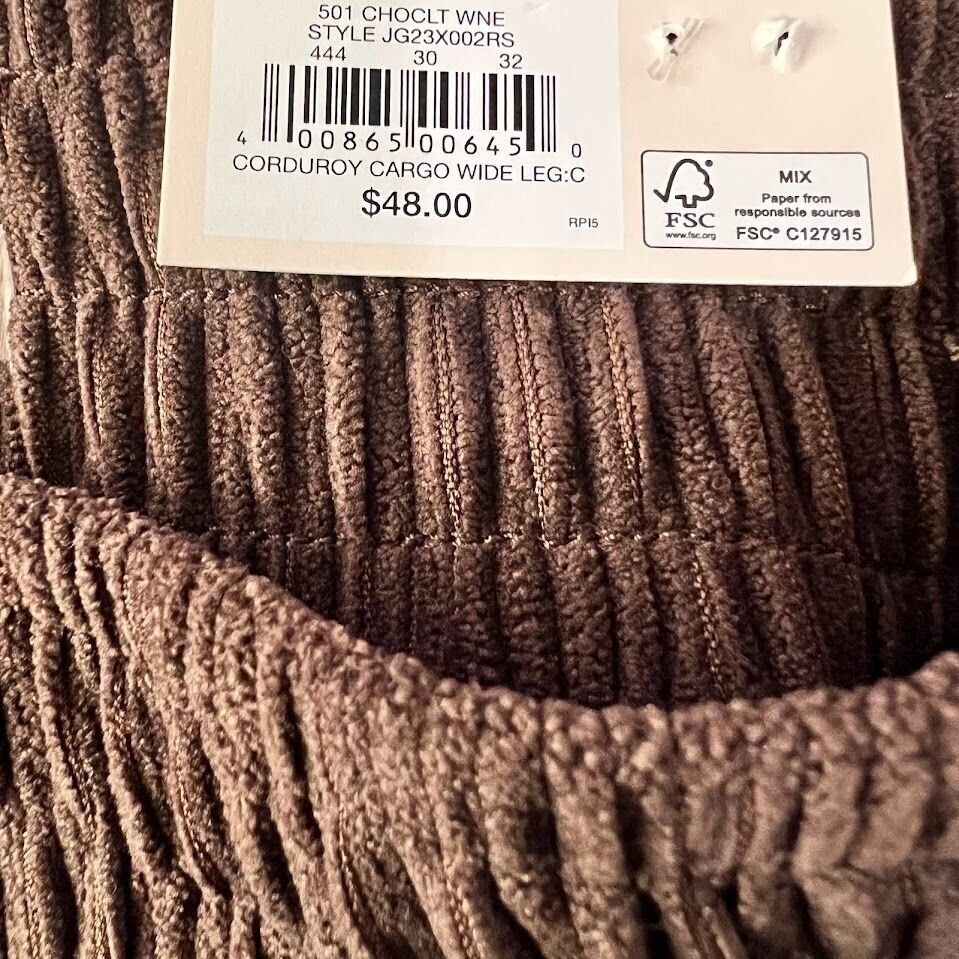 501 CHOCLT WNE
STYLE JG23X002RS
444 30 32
4 00865 00645 0
CORDUROY CARGO WIDE LEG:C
$48.00
RPI5
FSC
www.fsc.org
MIX
Paper from
responsible sources
FSC® C127915